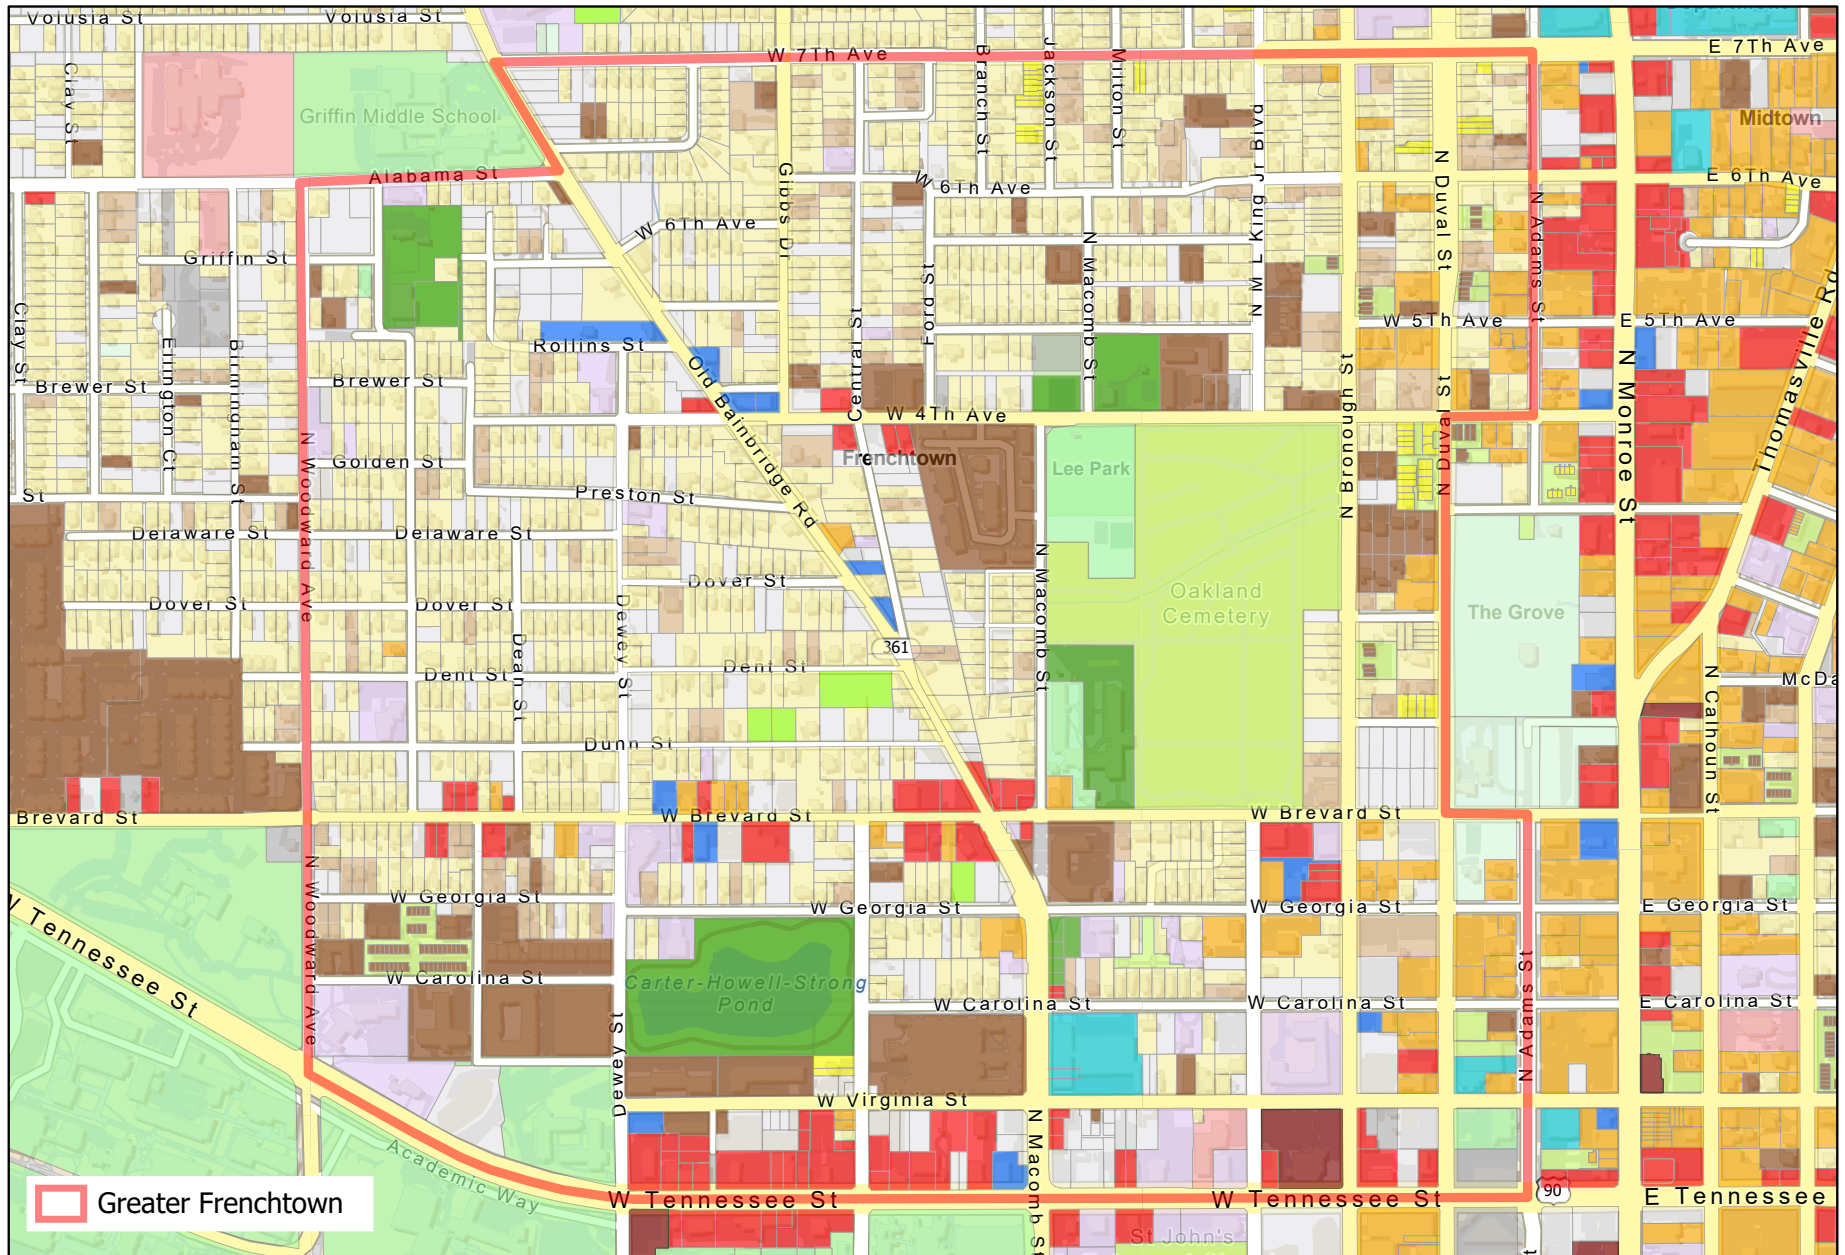 Volusia St
Volusia St
W 7Th Ave
E 7Th Ave
Clay St
Branch St
Jackson St
Milton St
Griffin Middle School
Midtown
N M L King Jr Blvd
N Duval St
Alabama St
Gibbs Dr
W 6Th Ave
E 6Th Ave
W 6Th Ave
N Adams St
Griffin St
N Macomb St
Ford St
Central St
Clay St
Ellington Ct
Birmingham St
Rollins St
W 5Th Ave
E 5Th Ave
Thomasville Rd
N Monroe St
Old Bainbridge Rd
Brewer St
Brewer St
N Bronough St
N Duval St
W 4Th Ave
N Woodward Ave
Golden St
Frenchtown
Lee Park
St
Preston St
Delaware St
Delaware St
N Macomb St
Dover St
Oakland
Cemetery
Dover St
Dover St
Dewey St
The Grove
361
Dean St
Dent St
Dent St
N Calhoun St
McDa
Dunn St
Brevard St
W Brevard St
W Brevard St
N Woodward Ave
W Georgia St
W Georgia St
W Georgia St
E Georgia St
W Tennessee St
W Carolina St
Carter-Howell-Strong
Pond
W Carolina St
W Carolina St
E Carolina St
N Adams St
Dewey St
W Virginia St
N Macomb St
Academic Way
W Tennessee St
W Tennessee St
90
E Tennessee
Greater Frenchtown
St John's